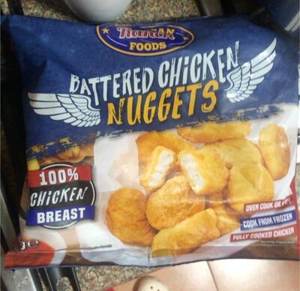 FOODS
BATTERED CHICKEN
NUGGETS
100%
CHICKEN
BREAST
OVEN COOK OR FRY
COOK FROM FROZEN
FULLY COOKED CHICKEN